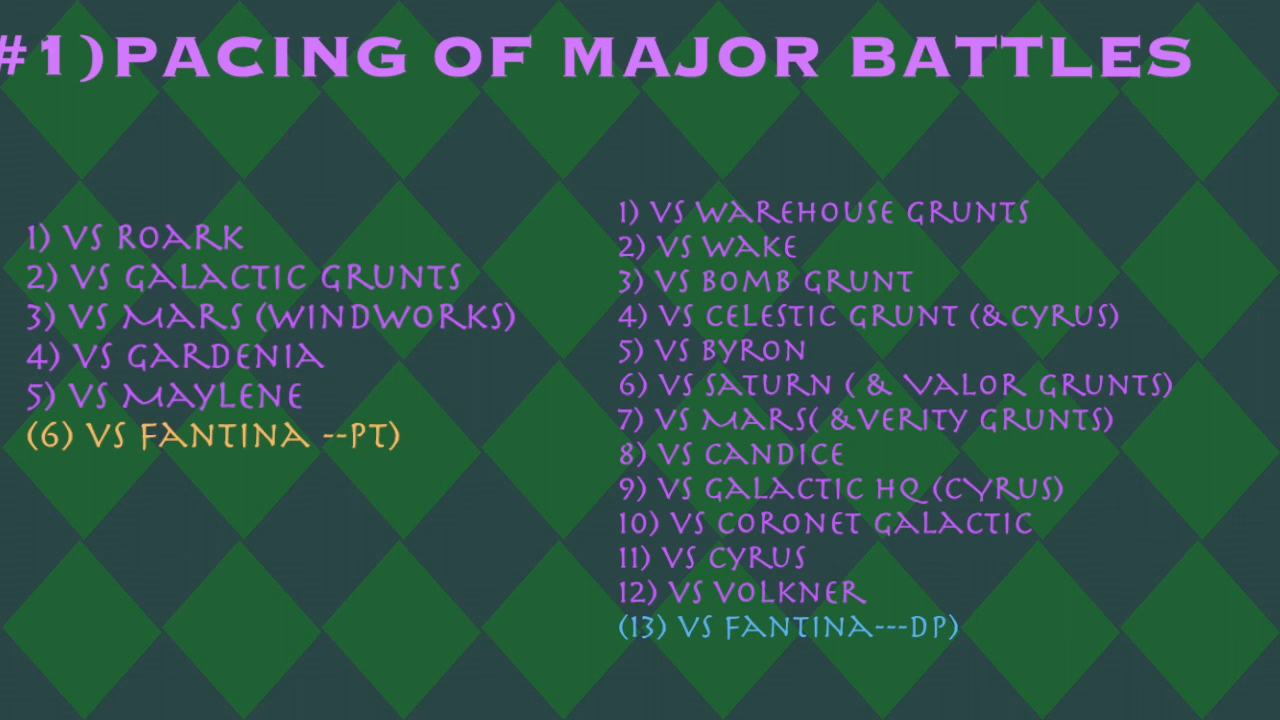 #1)PACING OF MAJOR BATTLES
1) VS ROARK
2) VS GALACTIC GRUNTS
3) VS MARS (WINDWORKS)
4) VS GARDENIA
5) VS MAYLENE
(6) VS FANTINA --PT)
1) VS WAREHOUSE GRUNTS
2) VS WAKE
3) VS BOMB GRUNT
4) VS CELESTIC GRUNT (&CYRUS)
5) VS BYRON
6) VS SATURN ( & VALOR GRUNTS)
7) VS MARS( &VERITY GRUNTS)
8) VS CANDICE
9) VS GALACTIC HQ (CYRUS)
10) VS CORONET GALACTIC
11) VS CYRUS
12) VS VOLKNER
(13) VS FANTINA---DP)